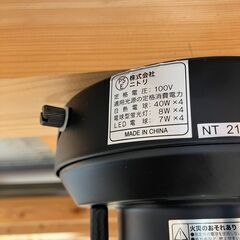 PS
E
株式会社
ニトリ
定格電圧: 100V
適用光源の定格消費電力
白熱電球: 40W×4
電球型蛍光灯: 8W×4
LED電球: 7W×4
MADE IN CHINA
NT 21
火災のおそれあり